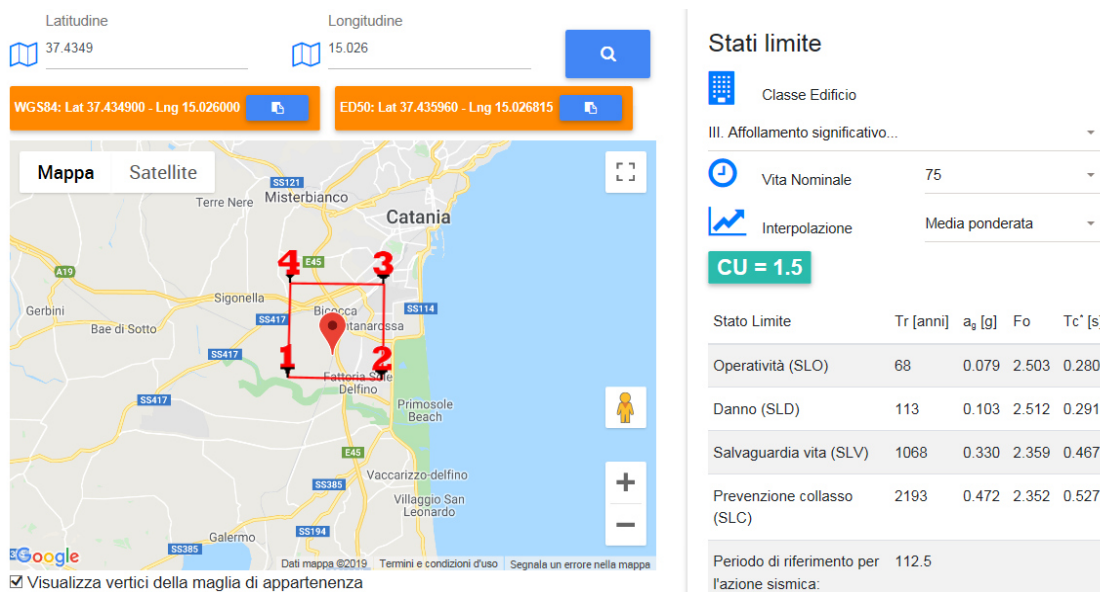 Latitudine
37.4349
Longitudine
15.026
WGS84: Lat 37.434900 - Lng 15.026000
ED50: Lat 37.435960 - Lng 15.026815
Mappa
Satellite
SS121
Misterbianco
Terre Nere
Catania
4
E45
3
A19
Sigonella
Gerbini
Bicocca
SS114
SS417
Bae di Sotto
SS417
1
2
Fattoria Sole
Delfino
SS417
Primosole
Beach
E45
Vaccarizzo-delfino
SS385
Villaggio San
Leonardo
SS194
Galermo
SS385
Google
Dati mappa ©2019
Termini e condizioni d'uso
Segnala un errore nella mappa
Visualizza vertici della maglia di appartenenza
Stati limite
Classe Edificio
III. Affollamento significativo...
Vita Nominale 75
Interpolazione Media ponderata
CU = 1.5
Stato Limite Tr [anni] ag [g] Fo Tc* [s]
Operatività (SLO) 68 0.079 2.503 0.280
Danno (SLD) 113 0.103 2.512 0.291
Salvaguardia vita (SLV) 1068 0.330 2.359 0.467
Prevenzione collasso 2193 0.472 2.352 0.527
(SLC)
Periodo di riferimento per 112.5
l'azione sismica: